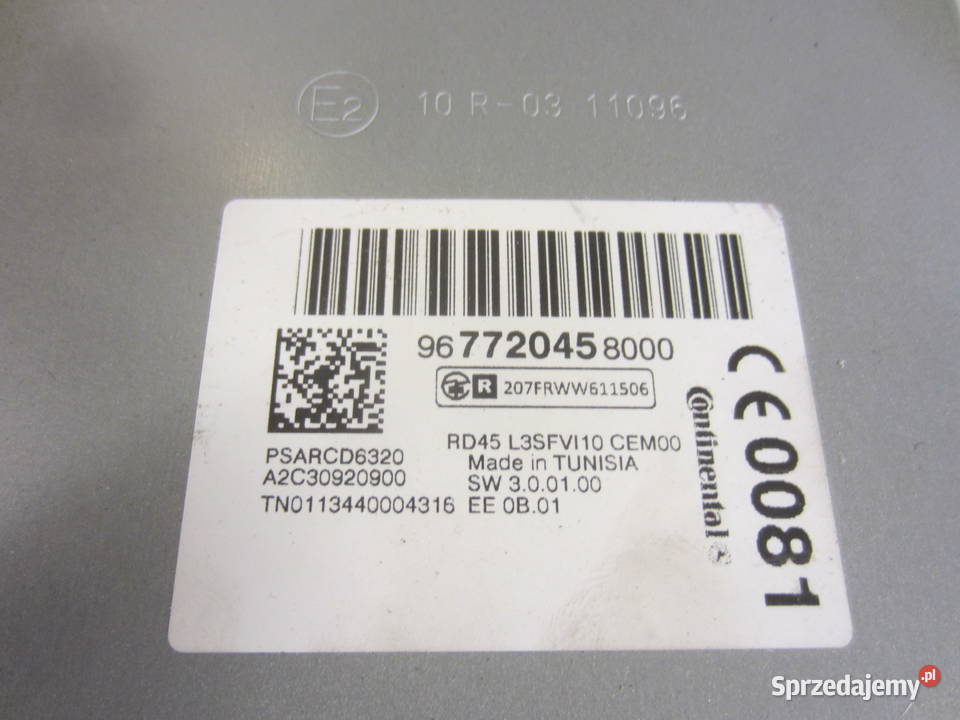 E2 10 R-03 11096
96 772045 8000
R 207FRWW611506
RD45 L3SFVI10 CEM00
PSARCD6320 Made in TUNISIA
A2C30920900 SW 3.0.01.00
TN0113440004316 EE 0B.01
Continental
CE 0081
Sprzedajemy.pl